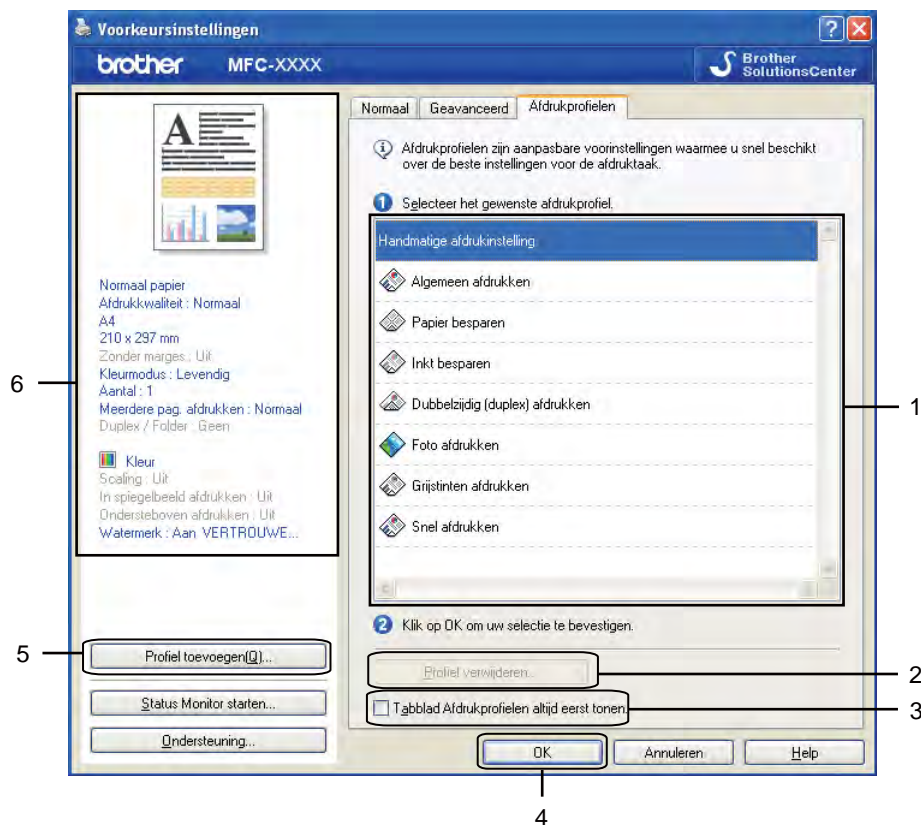 Voorkeursinstellingen
brother MFC-XXXX
Brother
SolutionsCenter
A
Normaal papier
Afdrukkwaliteit : Normaal
A4
210 x 297 mm
Zonder marges : Uit
Kleurmodus : Levendig
Aantal : 1
Meerdere pag. afdrukken : Normaal
Duplex / Folder : Geen
Kleur
Scaling : Uit
In spiegelbeeld afdrukken : Uit
Ondersteboven afdrukken : Uit
Watermerk : Aan VERTROUWE...
Profiel toevoegen(Q)...
Status Monitor starten...
Ondersteuning...
Normaal Geavanceerd Afdrukprofielen
Afdrukprofielen zijn aanpasbare voorinstellingen waarmee u snel beschikt
over de beste instellingen voor de afdruktaak.
1 Selecteer het gewenste afdrukprofiel.
Handmatige afdrukinstelling
Algemeen afdrukken
Papier besparen
Inkt besparen
Dubbelzijdig (duplex) afdrukken
Foto afdrukken
Grijstinten afdrukken
Snel afdrukken
2 Klik op OK om uw selectie te bevestigen.
Profiel verwijderen...
Tabblad Afdrukprofielen altijd eerst tonen.
OK Annuleren Help
1
2
3
4
5
6